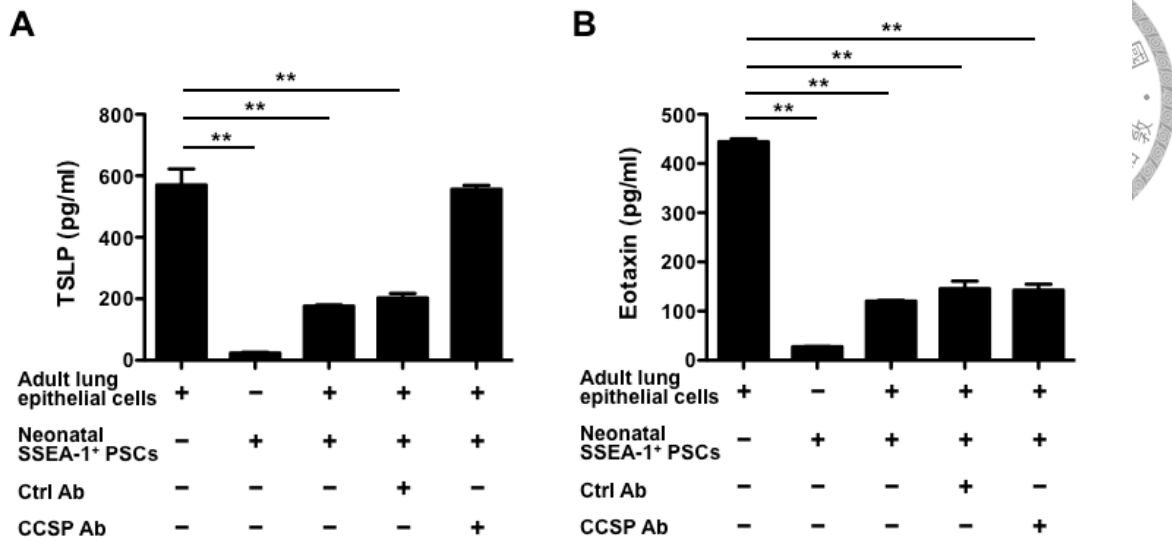 A
**
**
**
800
600
400
200
0
TSLP (pg/ml)
Adult lung
epithelial cells
+ − + + +
Neonatal
SSEA-1⁺ PSCs
− + + + +
Ctrl Ab
− − − + −
CCSP Ab
− − − − +
B
**
**
**
**
500
400
300
200
100
0
Eotaxin (pg/ml)
Adult lung
epithelial cells
+ − + + +
Neonatal
SSEA-1⁺ PSCs
− + + + +
Ctrl Ab
− − − + −
CCSP Ab
− − − − +
國